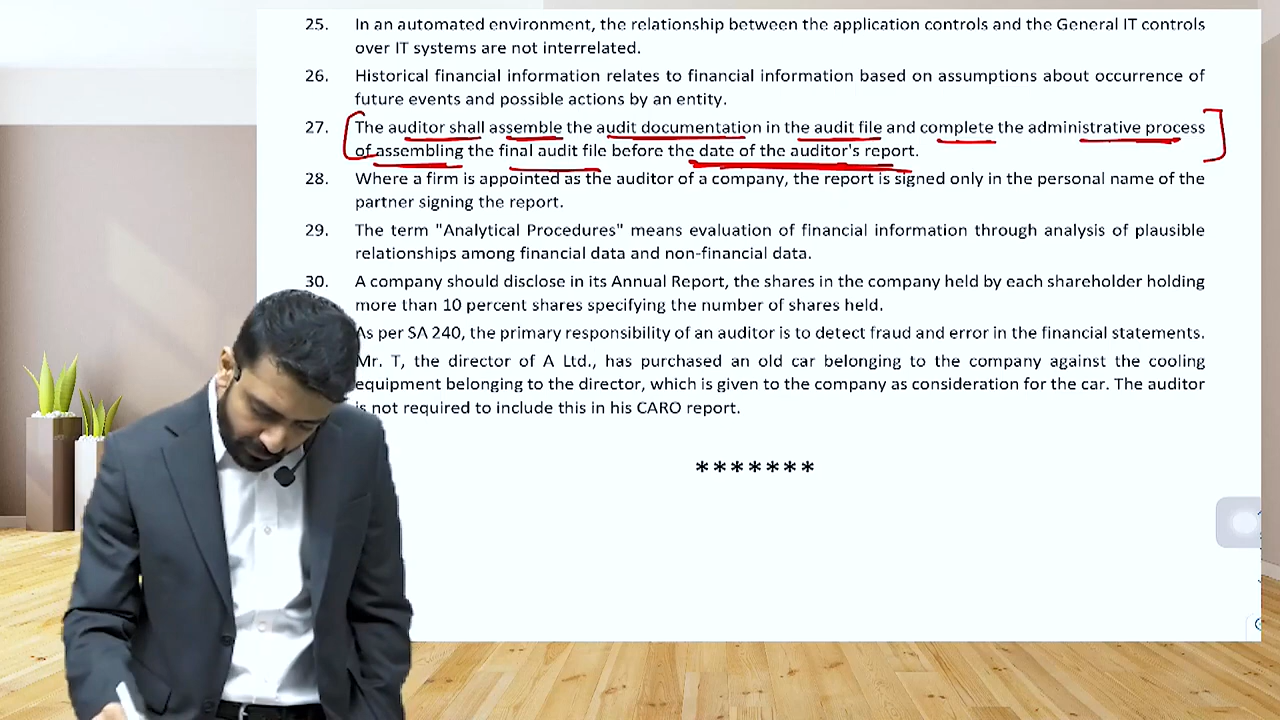 25. In an automated environment, the relationship between the application controls and the General IT controls
over IT systems are not interrelated.
26. Historical financial information relates to financial information based on assumptions about occurrence of
future events and possible actions by an entity.
27. The auditor shall assemble the audit documentation in the audit file and complete the administrative process
of assembling the final audit file before the date of the auditor's report.
28. Where a firm is appointed as the auditor of a company, the report is signed only in the personal name of the
partner signing the report.
29. The term "Analytical Procedures" means evaluation of financial information through analysis of plausible
relationships among financial data and non-financial data.
30. A company should disclose in its Annual Report, the shares in the company held by each shareholder holding
more than 10 percent shares specifying the number of shares held.
As per SA 240, the primary responsibility of an auditor is to detect fraud and error in the financial statements.
Mr. T, the director of A Ltd., has purchased an old car belonging to the company against the cooling
equipment belonging to the director, which is given to the company as consideration for the car. The auditor
is not required to include this in his CARO report.
*******